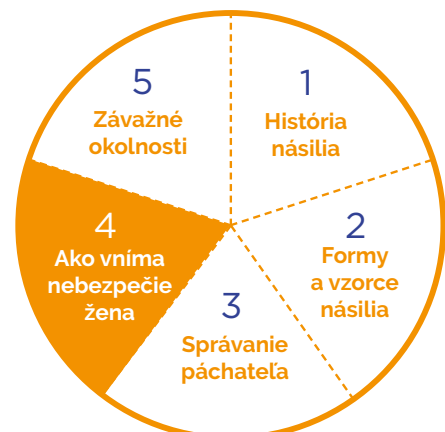 1
História
násilia
2
Formy
a vzorce
násilia
3
Správanie
páchateľa
4
Ako vníma
nebezpečie
žena
5
Závažné
okolnosti